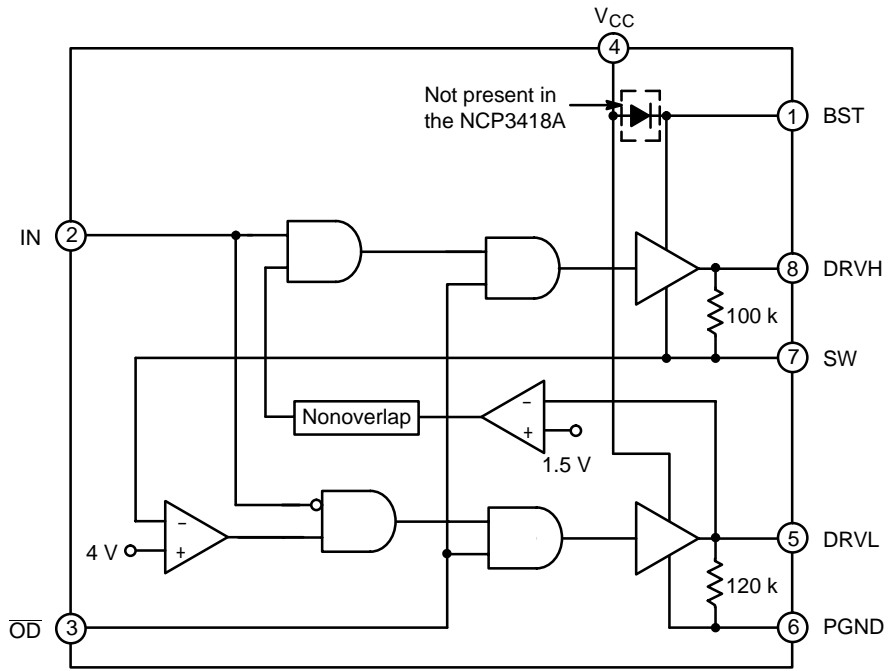 VCC
4
Not present in
the NCP3418A
1 BST
IN 2
8 DRVH
100 k
7 SW
−
Nonoverlap
+
1.5 V
−
4 V
+
5 DRVL
120 k
O̅D̅ 3
6 PGND